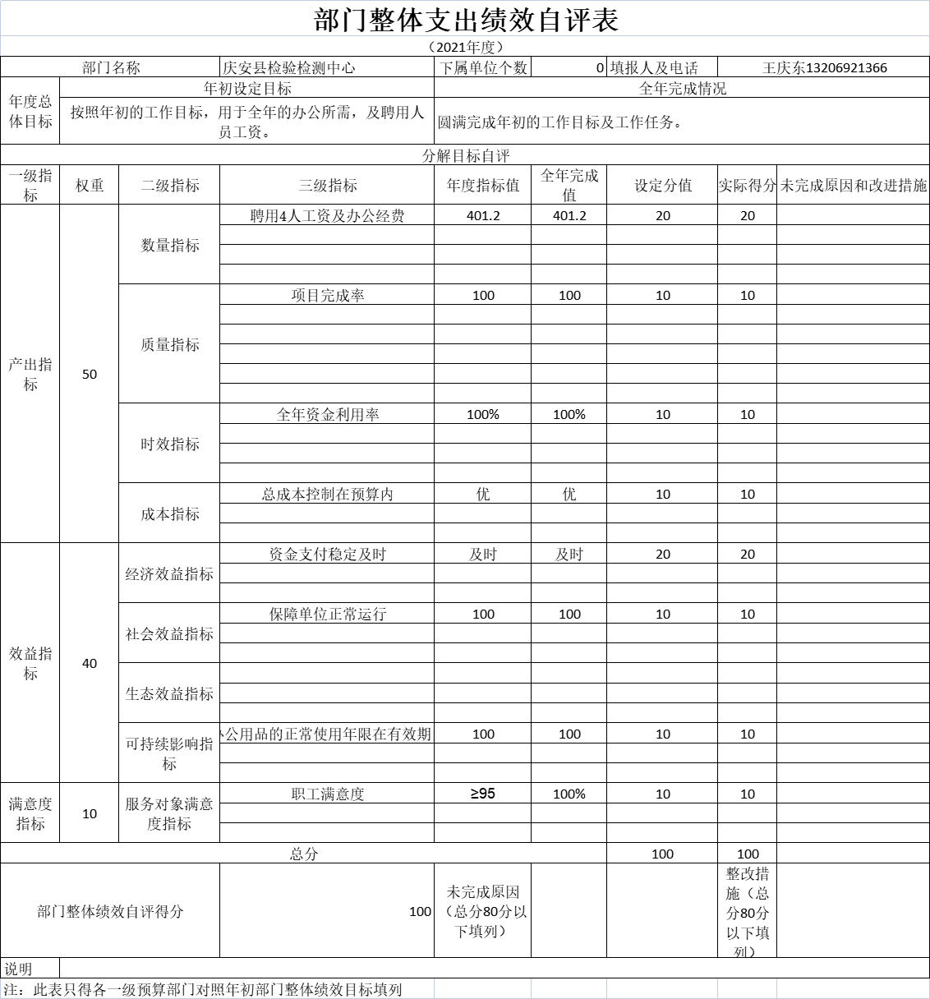 部门整体支出绩效自评表
（2021年度）
部门名称 庆安县检验检测中心 下属单位个数 0 填报人及电话 王庆东13206921366
年度总体目标 年初设定目标 全年完成情况
按照年初的工作目标，用于全年的办公所需，及聘用人员工资。 圆满完成年初的工作目标及工作任务。
分解目标自评
一级指标 权重 二级指标 三级指标 年度指标值 全年完成值 设定分值 实际得分 未完成原因和改进措施
产出指标 50 数量指标 聘用4人工资及办公经费 401.2 401.2 20 20
质量指标 项目完成率 100 100 10 10
时效指标 全年资金利用率 100% 100% 10 10
成本指标 总成本控制在预算内 优 优 10 10
效益指标 40 经济效益指标 资金支付稳定及时 及时 及时 20 20
社会效益指标 保障单位正常运行 100 100 10 10
生态效益指标
可持续影响指标 公用品的正常使用年限在有效期 100 100 10 10
满意度指标 10 服务对象满意度指标 职工满意度 ≥95 100% 10 10
总分 100 100
部门整体绩效自评得分 100 未完成原因（总分80分以下填列） 整改措施（总分80分以下填列）
说明
注：此表只得各一级预算部门对照年初部门整体绩效目标填列